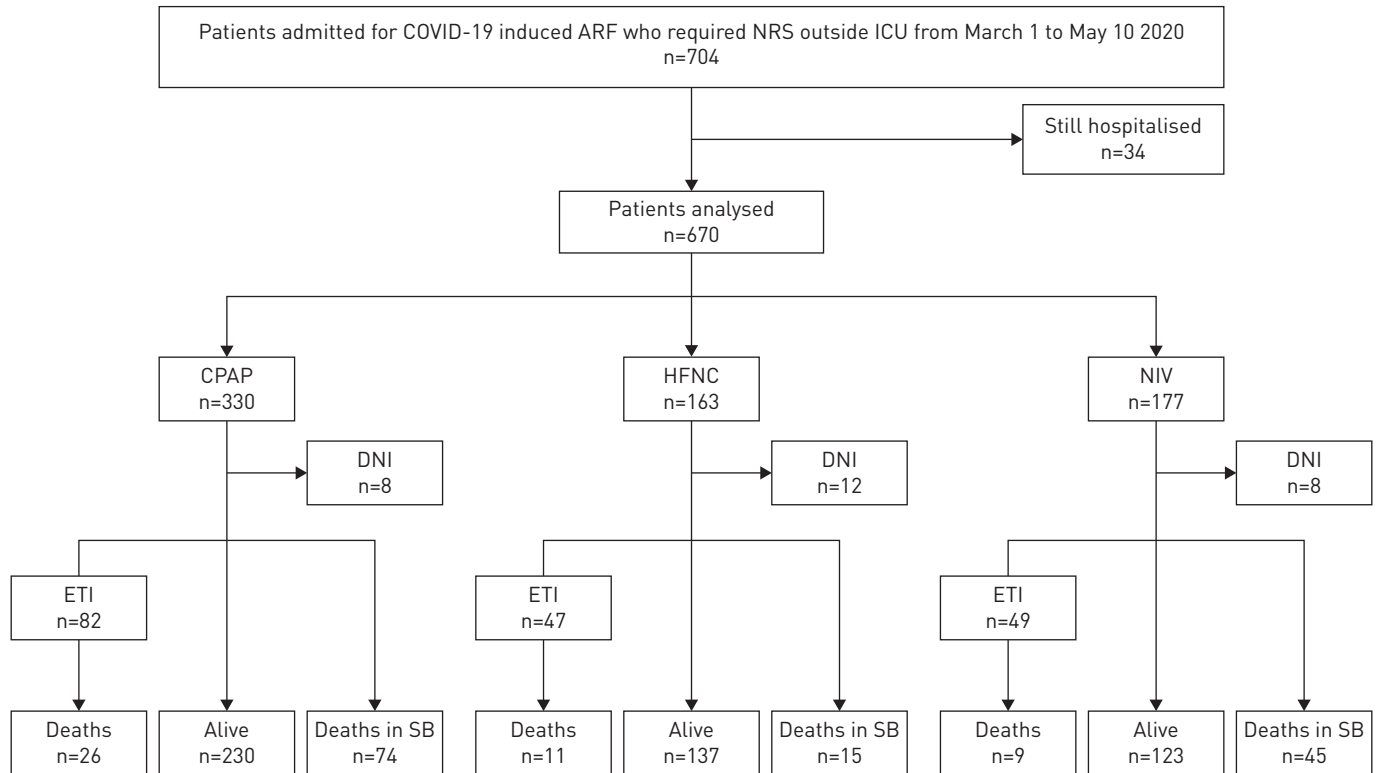 Patients admitted for COVID-19 induced ARF who required NRS outside ICU from March 1 to May 10 2020
n=704
Still hospitalised
n=34
Patients analysed
n=670
CPAP
n=330
HFNC
n=163
NIV
n=177
DNI
n=8
DNI
n=12
DNI
n=8
ETI
n=82
ETI
n=47
ETI
n=49
Deaths
n=26
Alive
n=230
Deaths in SB
n=74
Deaths
n=11
Alive
n=137
Deaths in SB
n=15
Deaths
n=9
Alive
n=123
Deaths in SB
n=45